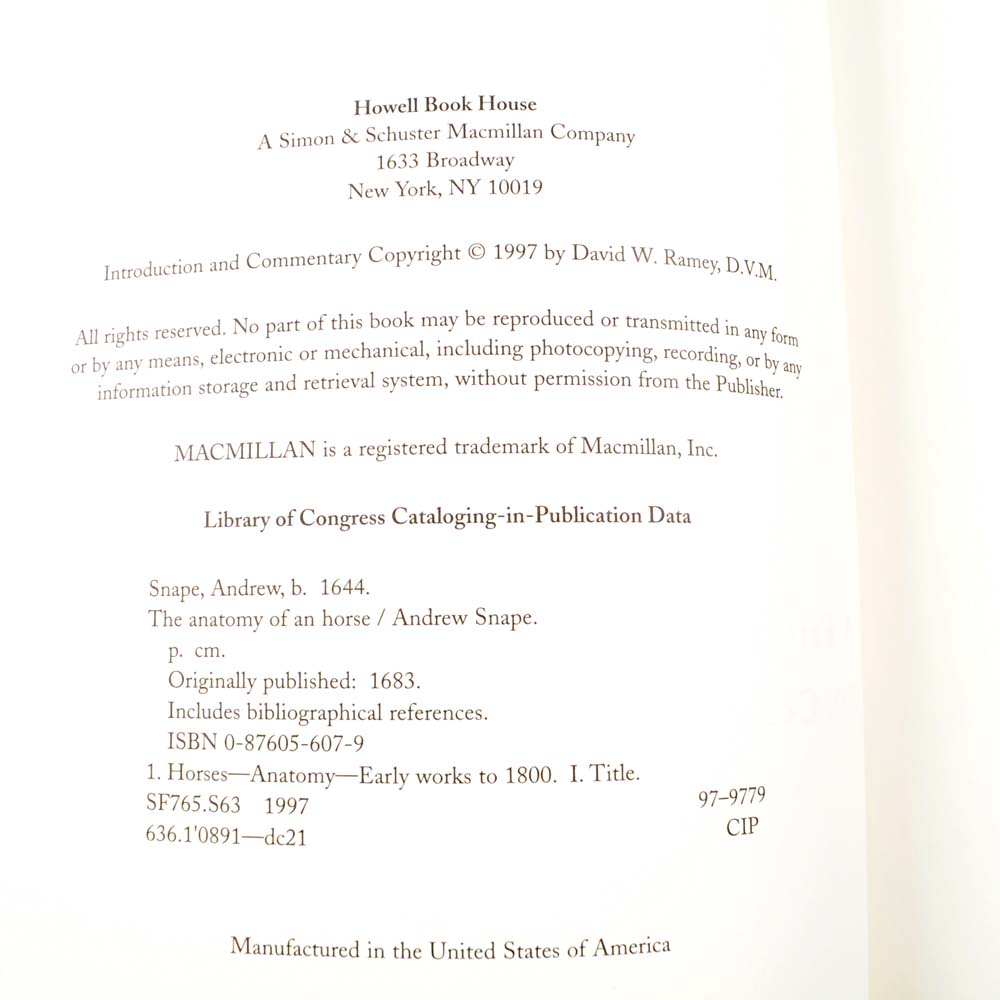 Howell Book House
A Simon & Schuster Macmillan Company
1633 Broadway
New York, NY 10019
Introduction and Commentary Copyright © 1997 by David W. Ramey, D.V.M.
All rights reserved. No part of this book may be reproduced or transmitted in any form
or by any means, electronic or mechanical, including photocopying, recording, or by any
information storage and retrieval system, without permission from the Publisher.
MACMILLAN is a registered trademark of Macmillan, Inc.
Library of Congress Cataloging-in-Publication Data
Snape, Andrew, b. 1644.
The anatomy of an horse / Andrew Snape.
p. cm.
Originally published: 1683.
Includes bibliographical references.
ISBN 0-87605-607-9
1. Horses—Anatomy—Early works to 1800. I. Title.
SF765.S63 1997
97–9779
636.1'0891—dc21
CIP
Manufactured in the United States of America